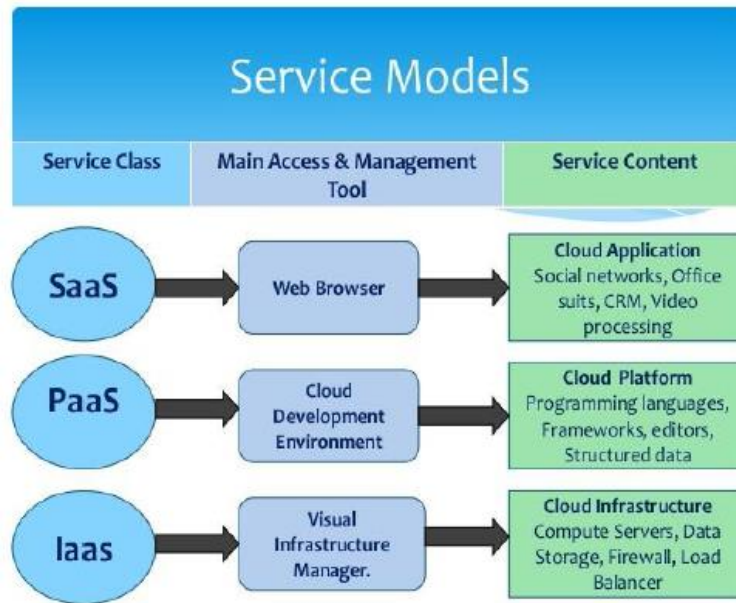 Service Models
Service Class
Main Access & Management
Tool
Service Content
SaaS
Web Browser
Cloud Application
Social networks, Office
suits, CRM, Video
processing
PaaS
Cloud
Development
Environment
Cloud Platform
Programming languages,
Frameworks, editors,
Structured data
Iaas
Visual
Infrastructure
Manager.
Cloud Infrastructure
Compute Servers, Data
Storage, Firewall, Load
Balancer